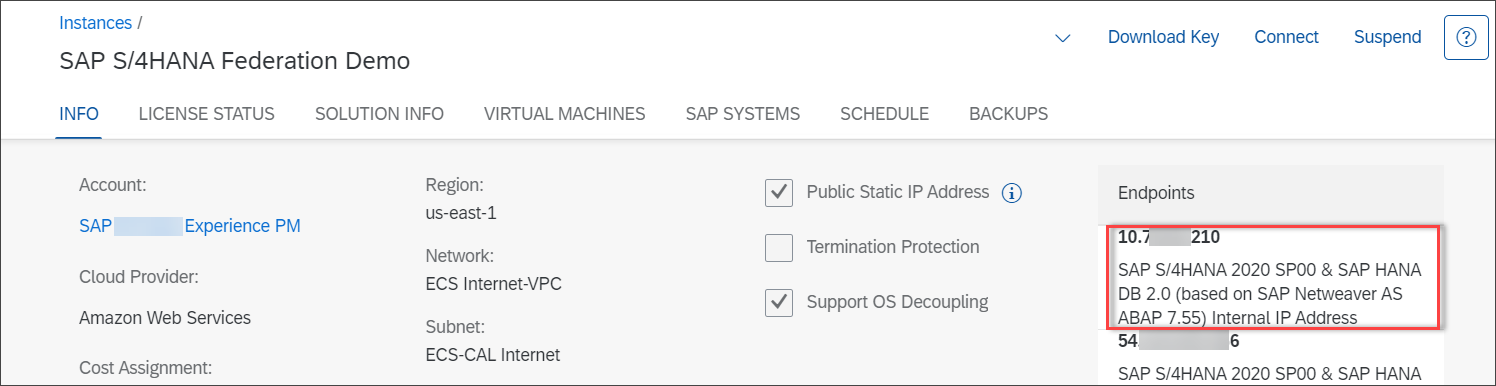 Instances /
SAP S/4HANA Federation Demo
Download Key
Connect
Suspend
INFO
LICENSE STATUS
SOLUTION INFO
VIRTUAL MACHINES
SAP SYSTEMS
SCHEDULE
BACKUPS
Account:
SAP Experience PM
Cloud Provider:
Amazon Web Services
Cost Assignment:
Region:
us-east-1
Network:
ECS Internet-VPC
Subnet:
ECS-CAL Internet
Public Static IP Address
Termination Protection
Support OS Decoupling
Endpoints
10.7 210
SAP S/4HANA 2020 SP00 & SAP HANA
DB 2.0 (based on SAP Netweaver AS
ABAP 7.55) Internal IP Address
54. 6
SAP S/4HANA 2020 SP00 & SAP HANA